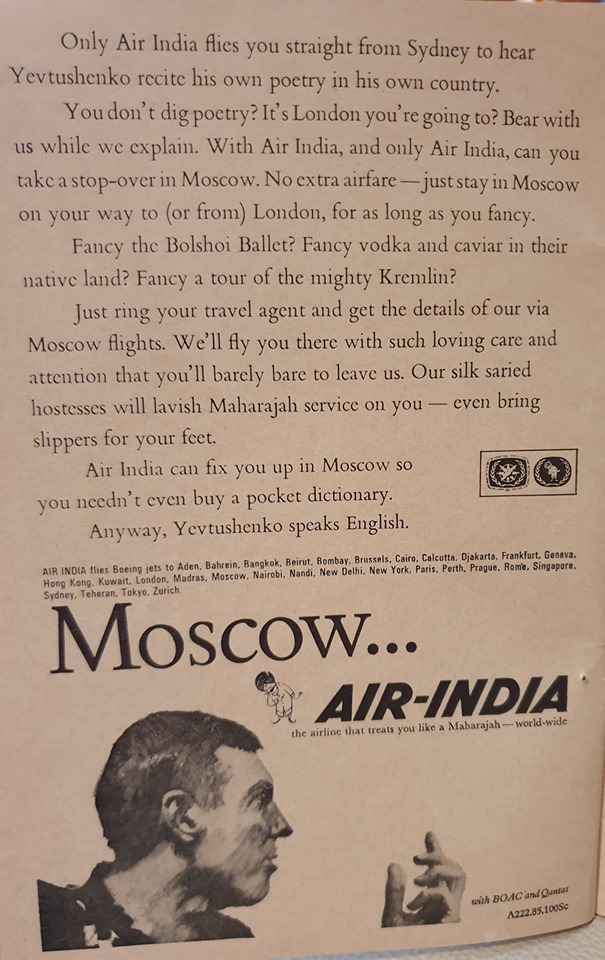 Only Air India flies you straight from Sydney to hear
Yevtushenko recite his own poetry in his own country.
You don't dig poetry? It's London you're going to? Bear with
us while we explain. With Air India, and only Air India, can you
take a stop-over in Moscow. No extra airfare — just stay in Moscow
on your way to (or from) London, for as long as you fancy.
Fancy the Bolshoi Ballet? Fancy vodka and caviar in their
native land? Fancy a tour of the mighty Kremlin?
Just ring your travel agent and get the details of our via
Moscow flights. We'll fly you there with such loving care and
attention that you'll barely bare to leave us. Our silk saried
hostesses will lavish Maharajah service on you — even bring
slippers for your feet.
Air India can fix you up in Moscow so
you needn't even buy a pocket dictionary.
Anyway, Yevtushenko speaks English.
AIR INDIA flies Boeing jets to Aden, Bahrein, Bangkok, Beirut, Bombay, Brussels, Cairo, Calcutta, Djakarta, Frankfurt, Geneva,
Hong Kong, Kuwait, London, Madras, Moscow, Nairobi, Nandi, New Delhi, New York, Paris, Perth, Prague, Rome, Singapore,
Sydney, Teheran, Tokyo, Zurich.
Moscow...
AIR-INDIA
the airline that treats you like a Maharajah — world-wide
with BOAC and Qantas
A222.85.100Sc